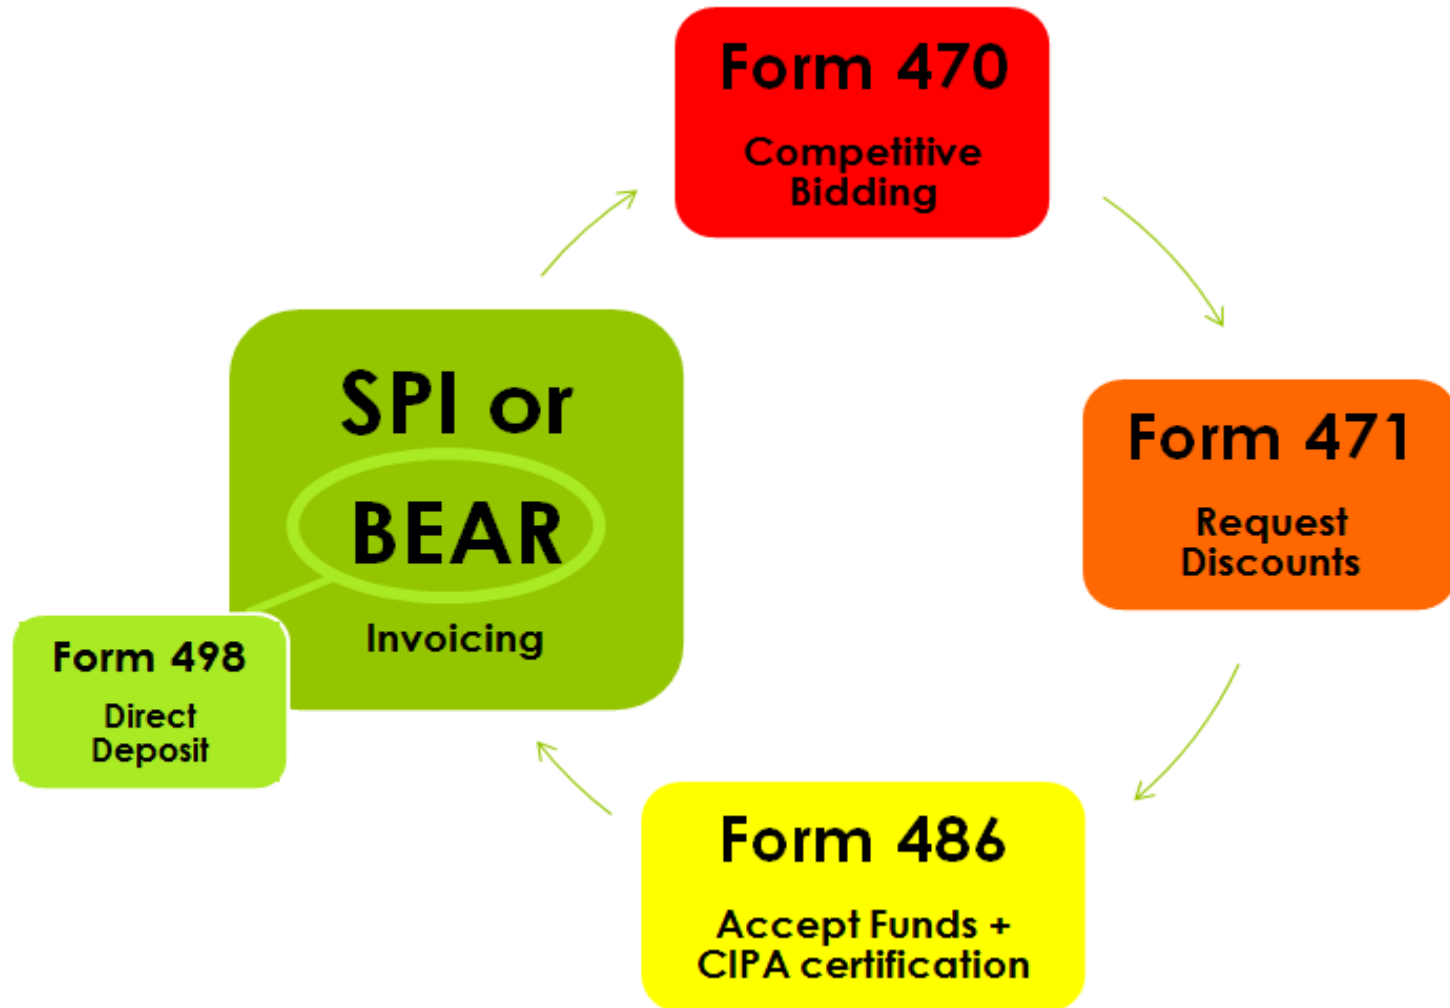 Form 470
Competitive
Bidding
Form 471
Request
Discounts
Form 486
Accept Funds +
CIPA certification
SPI or
BEAR
Invoicing
Form 498
Direct
Deposit